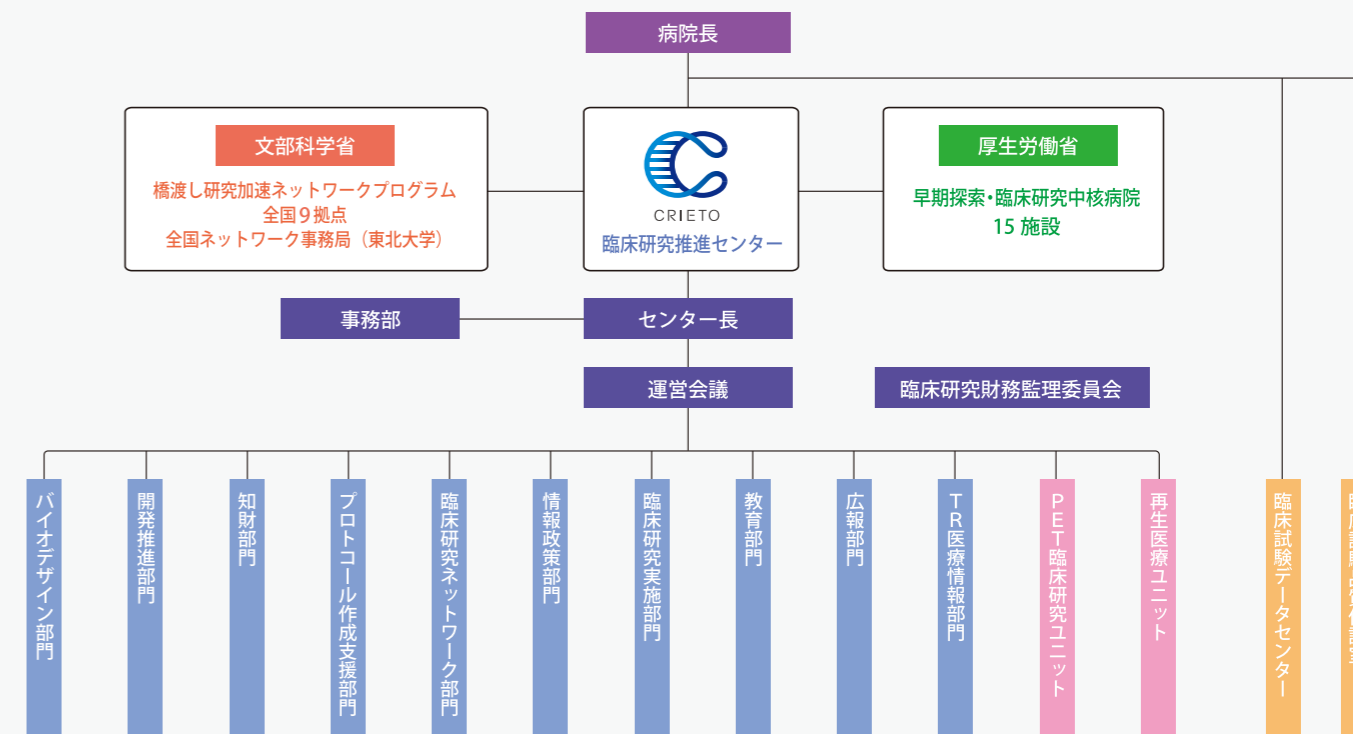 病院長
文部科学省
橋渡し研究加速ネットワークプログラム
全国9拠点
全国ネットワーク事務局（東北大学）
CRIETO
臨床研究推進センター
厚生労働省
早期探索・臨床研究中核病院
15 施設
事務部
センター長
運営会議
臨床研究財務監理委員会
バイオデザイン部門
開発推進部門
知財部門
プロトコール作成支援部門
臨床研究ネットワーク部門
情報政策部門
臨床研究実施部門
教育部門
広報部門
TR医療情報部門
PET臨床研究ユニット
再生医療ユニット
臨床試験データセンター